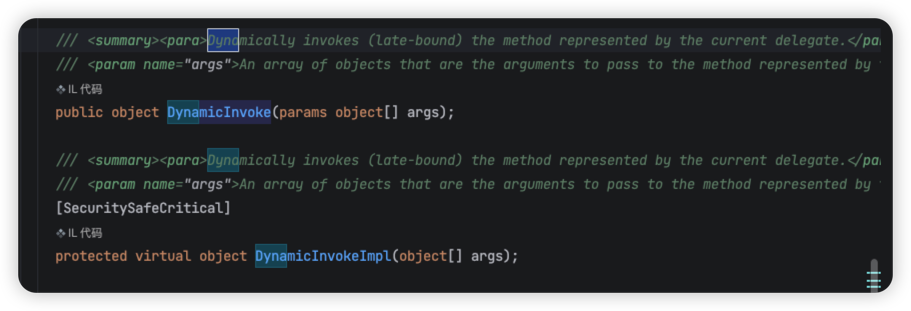 /// <summary><para>Dynamically invokes (late-bound) the method represented by the current delegate.</pa
/// <param name="args">An array of objects that are the arguments to pass to the method represented by
IL 代码
public object DynamicInvoke(params object[] args);
/// <summary><para>Dynamically invokes (late-bound) the method represented by the current delegate.</pa
/// <param name="args">An array of objects that are the arguments to pass to the method represented by
[SecuritySafeCritical]
IL 代码
protected virtual object DynamicInvokeImpl(object[] args);